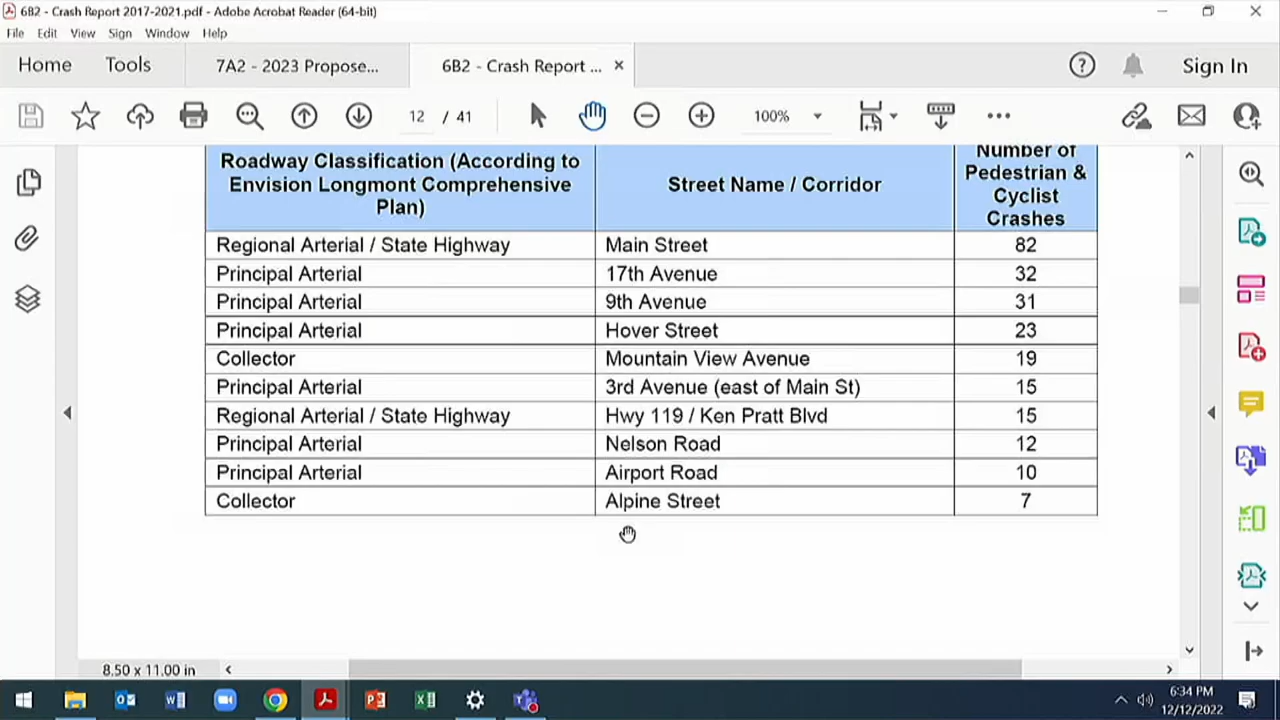 6B2 - Crash Report 2017-2021.pdf - Adobe Acrobat Reader (64-bit)
File Edit View Sign Window Help
Home Tools 7A2 - 2023 Propose... 6B2 - Crash Report ... × ? Sign In
12 / 41 100%
Roadway Classification (According to Envision Longmont Comprehensive Plan) Street Name / Corridor Number of Pedestrian & Cyclist Crashes
Regional Arterial / State Highway Main Street 82
Principal Arterial 17th Avenue 32
Principal Arterial 9th Avenue 31
Principal Arterial Hover Street 23
Collector Mountain View Avenue 19
Principal Arterial 3rd Avenue (east of Main St) 15
Regional Arterial / State Highway Hwy 119 / Ken Pratt Blvd 15
Principal Arterial Nelson Road 12
Principal Arterial Airport Road 10
Collector Alpine Street 7
8.50 x 11.00 in
6:34 PM
12/12/2022